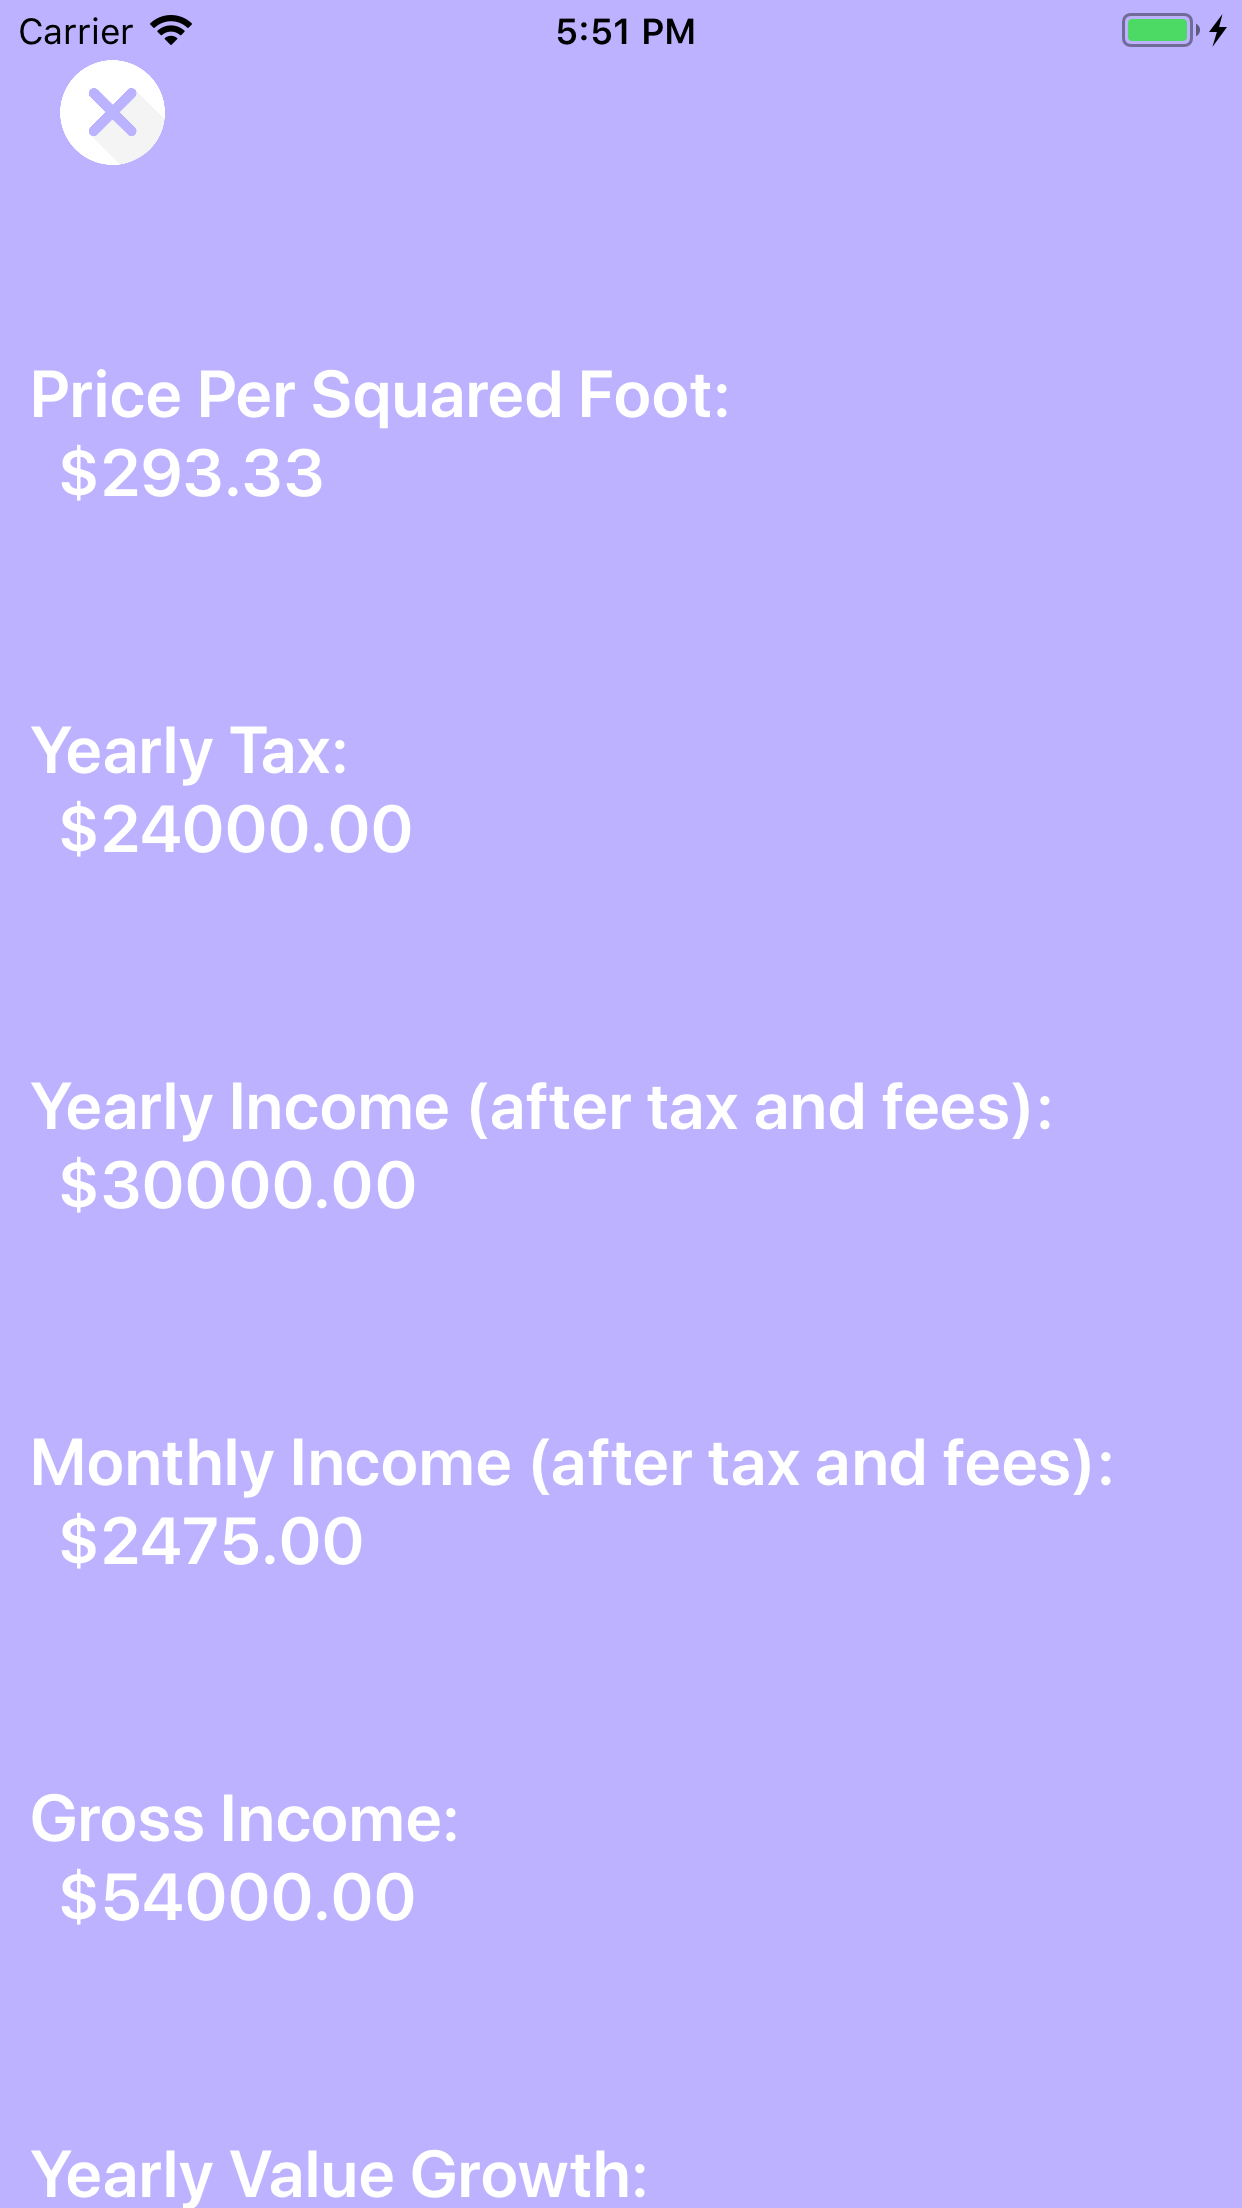 Carrier 5:51 PM
Price Per Squared Foot:
$293.33
Yearly Tax:
$24000.00
Yearly Income (after tax and fees):
$30000.00
Monthly Income (after tax and fees):
$2475.00
Gross Income:
$54000.00
Yearly Value Growth: